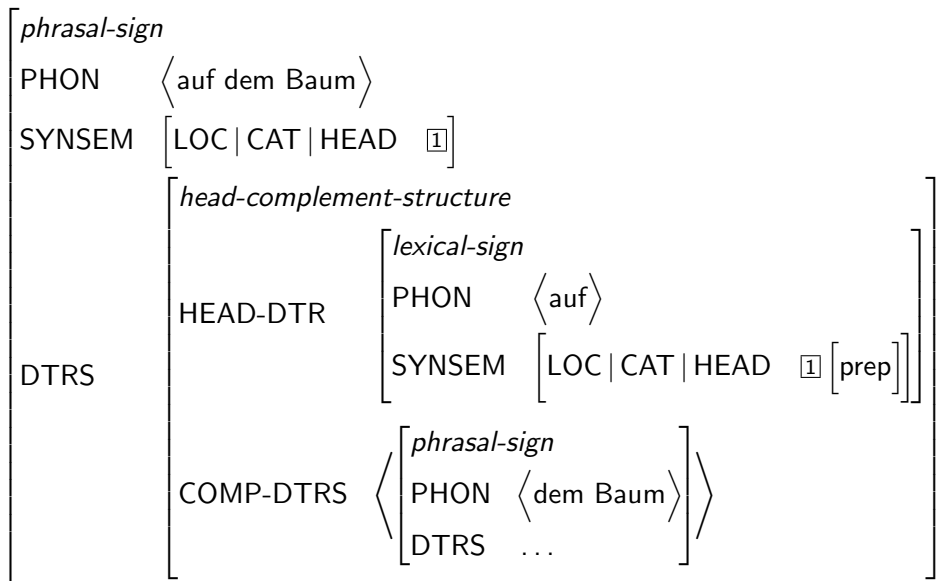 phrasal-sign
PHON ⟨auf dem Baum⟩
SYNSEM [LOC | CAT | HEAD 1]
head-complement-structure
lexical-sign
HEAD-DTR PHON ⟨auf⟩
SYNSEM [LOC | CAT | HEAD 1 [prep]]
DTRS
phrasal-sign
COMP-DTRS ⟨PHON ⟨dem Baum⟩⟩
DTRS ...